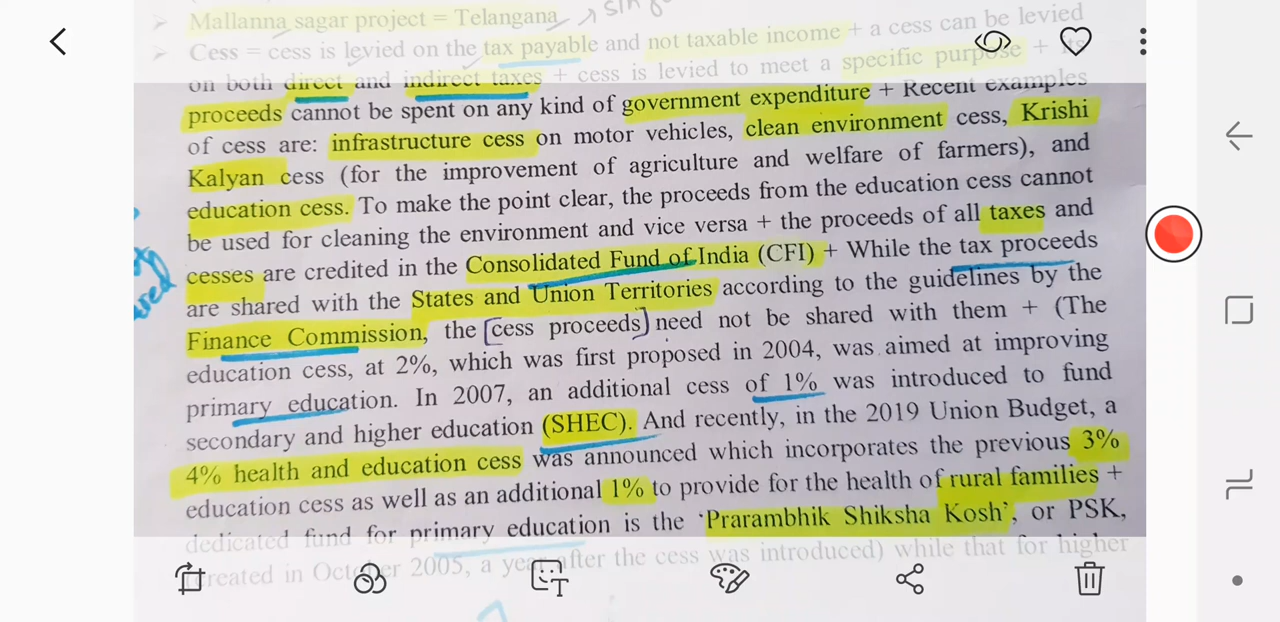 ➢ Mallanna sagar project = Telangana
➢ Cess = cess is levied on the tax payable and not taxable income + a cess can be levied
on both direct and indirect taxes + cess is levied to meet a specific purpose +
proceeds cannot be spent on any kind of government expenditure + Recent examples
of cess are: infrastructure cess on motor vehicles, clean environment cess, Krishi
Kalyan cess (for the improvement of agriculture and welfare of farmers), and
education cess. To make the point clear, the proceeds from the education cess cannot
be used for cleaning the environment and vice versa + the proceeds of all taxes and
cesses are credited in the Consolidated Fund of India (CFI) + While the tax proceeds
are shared with the States and Union Territories according to the guidelines by the
Finance Commission, the [cess proceeds] need not be shared with them + (The
education cess, at 2%, which was first proposed in 2004, was aimed at improving
primary education. In 2007, an additional cess of 1% was introduced to fund
secondary and higher education (SHEC). And recently, in the 2019 Union Budget, a
4% health and education cess was announced which incorporates the previous 3%
education cess as well as an additional 1% to provide for the health of rural families +
dedicated fund for primary education is the ‘Prarambhik Shiksha Kosh’, or PSK,
(created in October 2005, a year after the cess was introduced) while that for higher